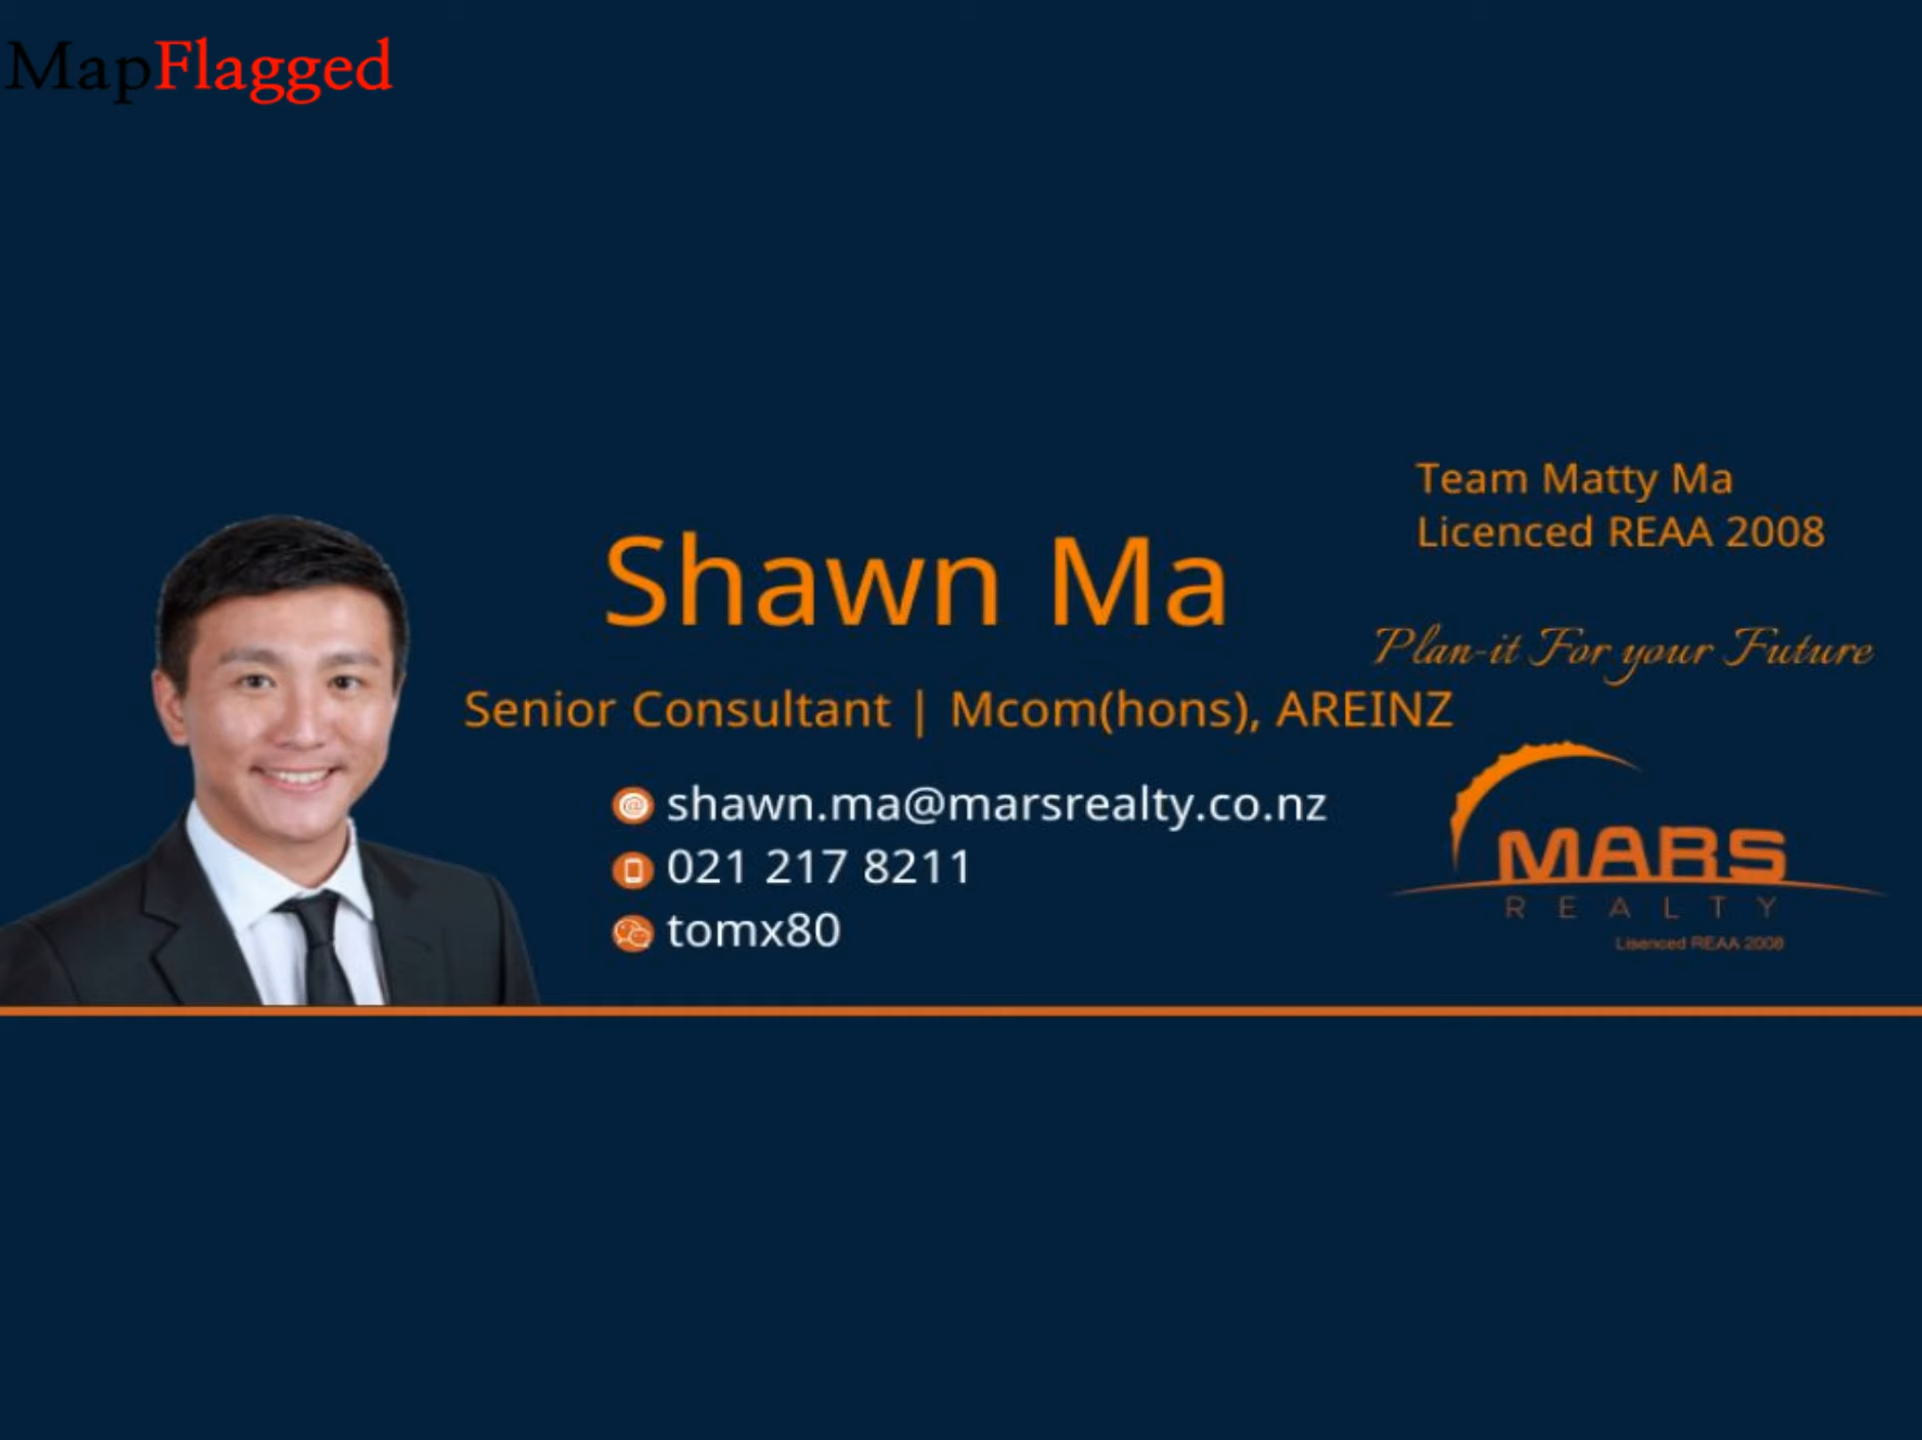 MapFlagged
Team Matty Ma
Licenced REAA 2008
Shawn Ma
Plan-it For your Future
Senior Consultant | Mcom(hons), AREINZ
shawn.ma@marsrealty.co.nz
021 217 8211
tomx80
MARS
REALTY
Lisenced REAA 2008